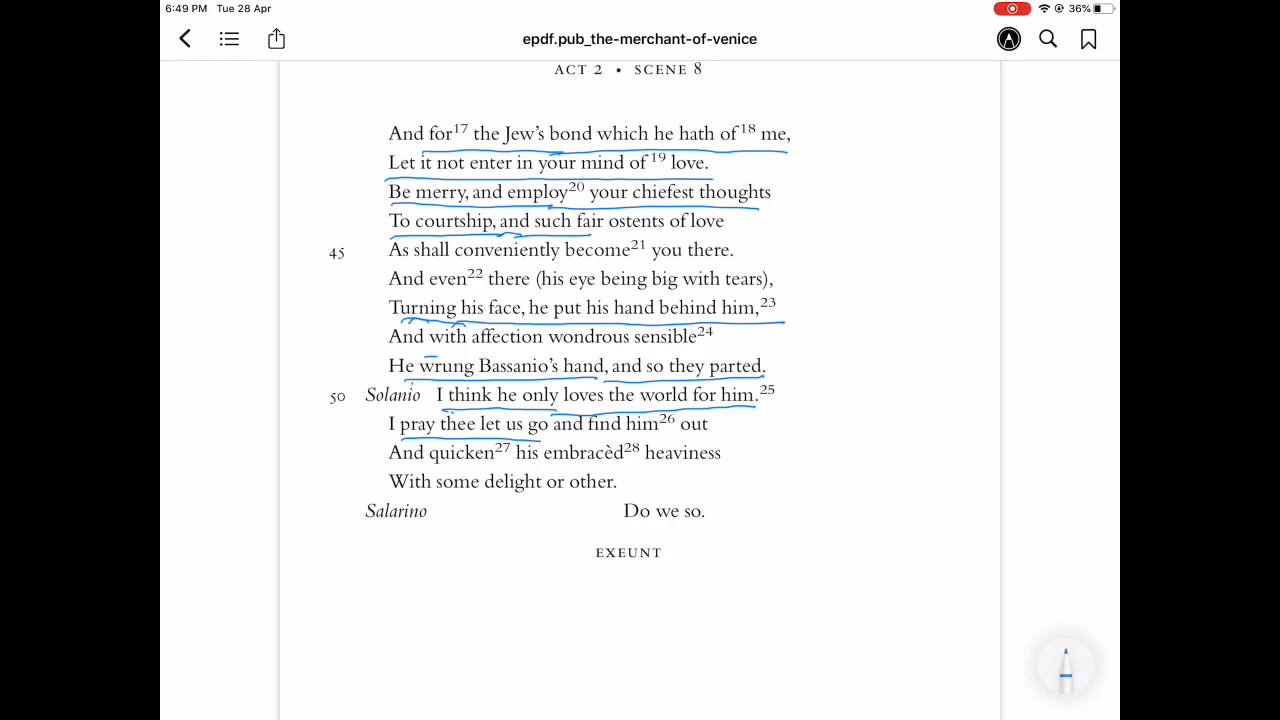 6:49 PM Tue 28 Apr 36%
epdf.pub_the-merchant-of-venice
ACT 2 • SCENE 8
And for17 the Jew's bond which he hath of18 me,
Let it not enter in your mind of19 love.
Be merry, and employ20 your chiefest thoughts
To courtship, and such fair ostents of love
45 As shall conveniently become21 you there.
And even22 there (his eye being big with tears),
Turning his face, he put his hand behind him,23
And with affection wondrous sensible24
He wrung Bassanio's hand, and so they parted.
50 Solanio I think he only loves the world for him.25
I pray thee let us go and find him26 out
And quicken27 his embracèd28 heaviness
With some delight or other.
Salarino Do we so.
EXEUNT